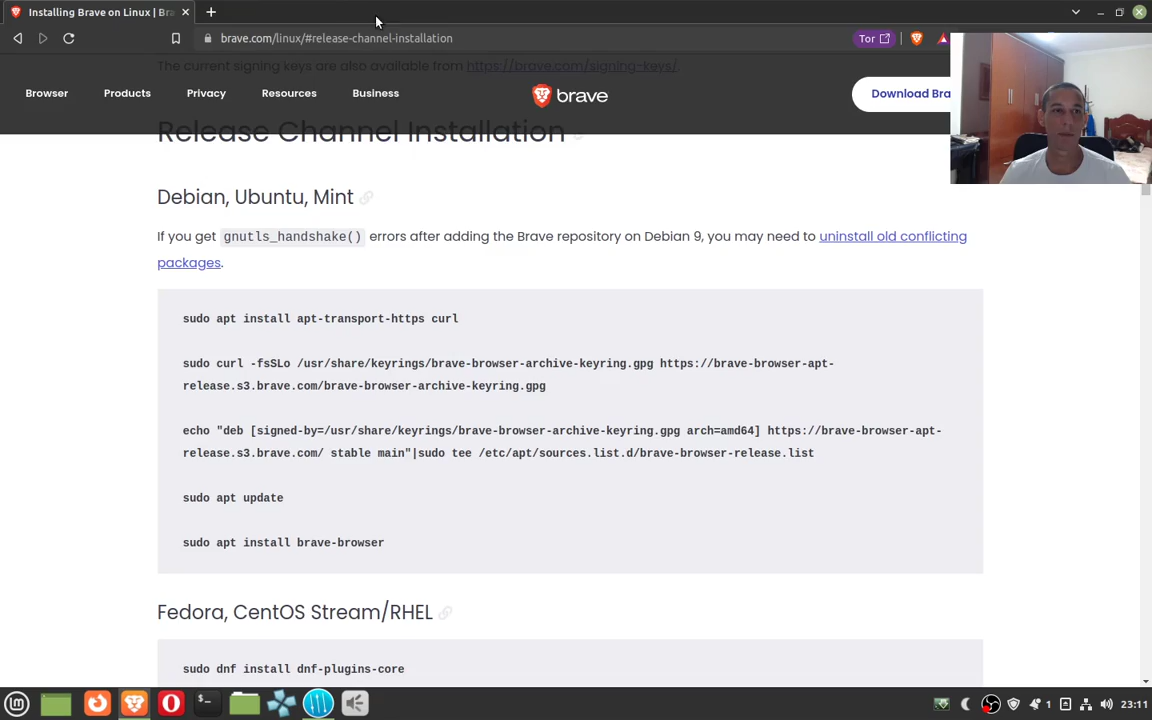 Installing Brave on Linux | Bra
brave.com/linux/#release-channel-installation
Tor
The current signing keys are also available from https://brave.com/signing-keys/.
Browser
Products
Privacy
Resources
Business
brave
Download Bra
Release Channel Installation
Debian, Ubuntu, Mint
If you get gnutls_handshake() errors after adding the Brave repository on Debian 9, you may need to uninstall old conflicting
packages.
sudo apt install apt-transport-https curl
sudo curl -fsSLo /usr/share/keyrings/brave-browser-archive-keyring.gpg https://brave-browser-apt-
release.s3.brave.com/brave-browser-archive-keyring.gpg
echo "deb [signed-by=/usr/share/keyrings/brave-browser-archive-keyring.gpg arch=amd64] https://brave-browser-apt-
release.s3.brave.com/ stable main"|sudo tee /etc/apt/sources.list.d/brave-browser-release.list
sudo apt update
sudo apt install brave-browser
Fedora, CentOS Stream/RHEL
sudo dnf install dnf-plugins-core
1
23:11